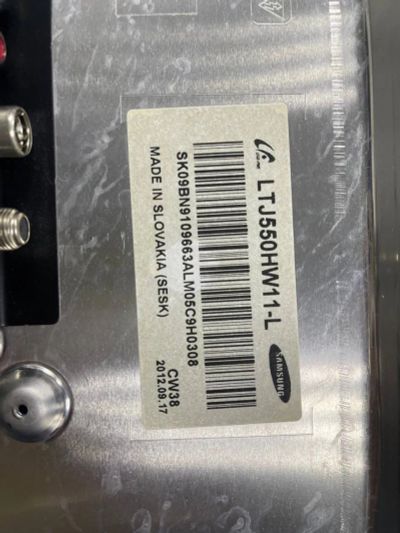 LTJ550HW11-L
SAMSUNG
SK09BN9109663ALM05C9H0308
MADE IN SLOVAKIA (SESK)
CW38
2012.09.17